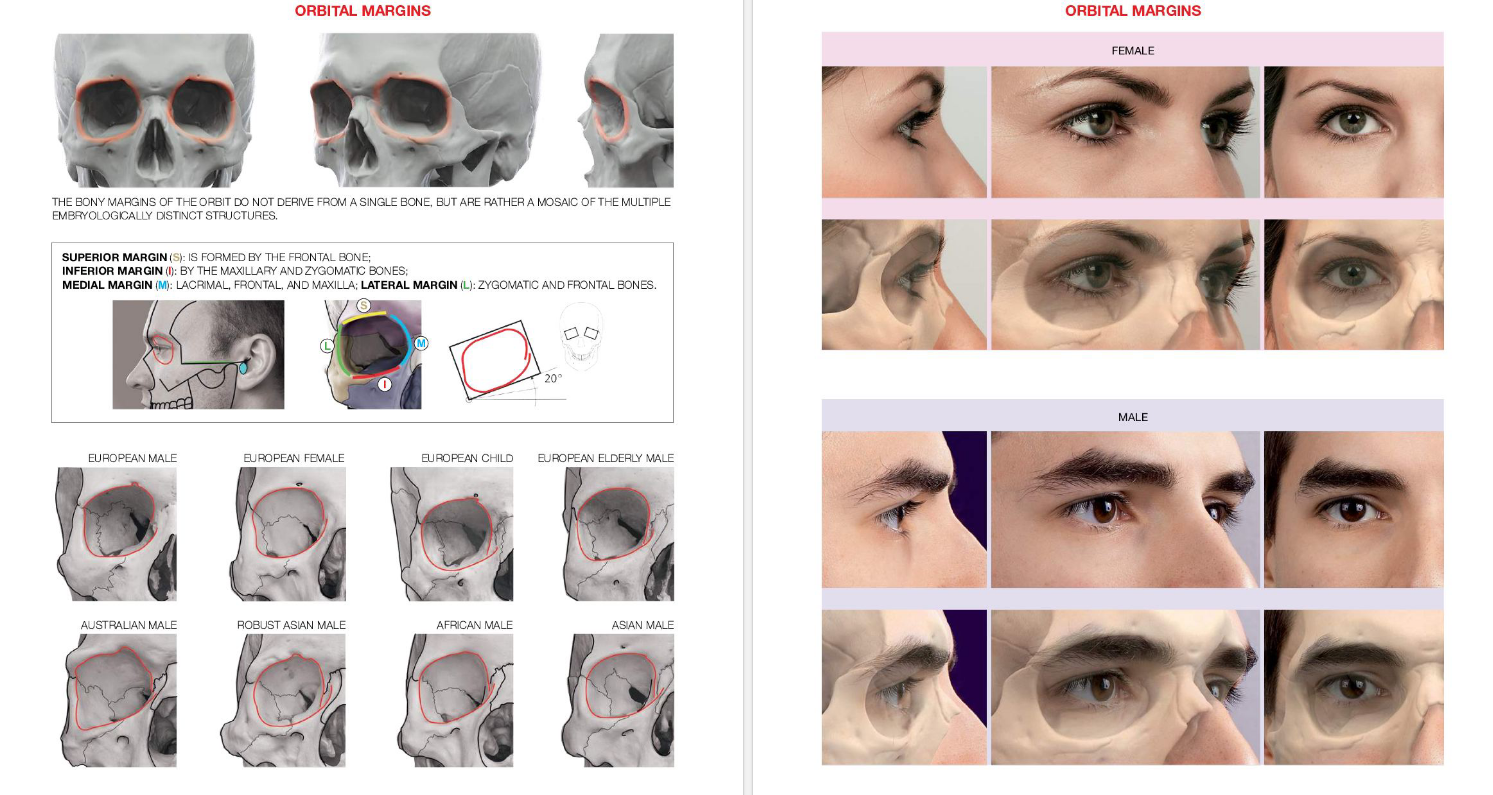 ORBITAL MARGINS
THE BONY MARGINS OF THE ORBIT DO NOT DERIVE FROM A SINGLE BONE, BUT ARE RATHER A MOSAIC OF THE MULTIPLE
EMBRYOLOGICALLY DISTINCT STRUCTURES.
SUPERIOR MARGIN (S): IS FORMED BY THE FRONTAL BONE;
INFERIOR MARGIN (I): BY THE MAXILLARY AND ZYGOMATIC BONES;
MEDIAL MARGIN (M): LACRIMAL, FRONTAL, AND MAXILLA; LATERAL MARGIN (L): ZYGOMATIC AND FRONTAL BONES.
S
L
M
I
20°
EUROPEAN MALE
EUROPEAN FEMALE
EUROPEAN CHILD
EUROPEAN ELDERLY MALE
AUSTRALIAN MALE
ROBUST ASIAN MALE
AFRICAN MALE
ASIAN MALE
ORBITAL MARGINS
FEMALE
MALE